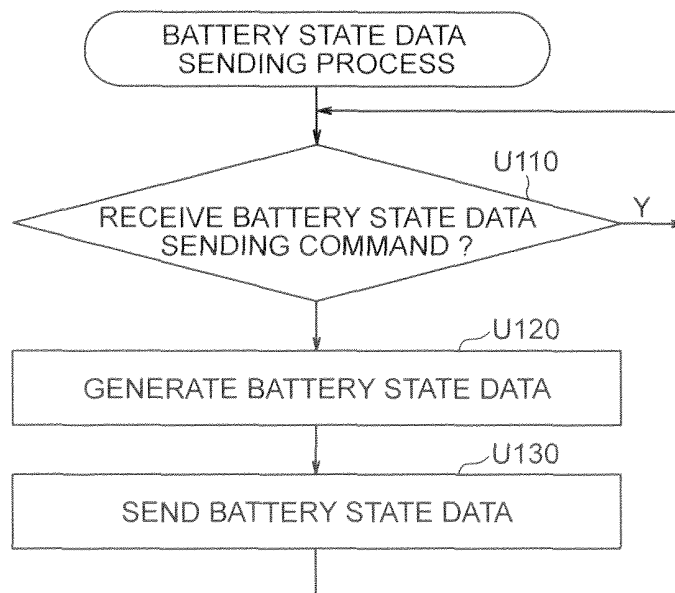 BATTERY STATE DATA
SENDING PROCESS
U110
RECEIVE BATTERY STATE DATA
SENDING COMMAND ?
Y
U120
GENERATE BATTERY STATE DATA
U130
SEND BATTERY STATE DATA